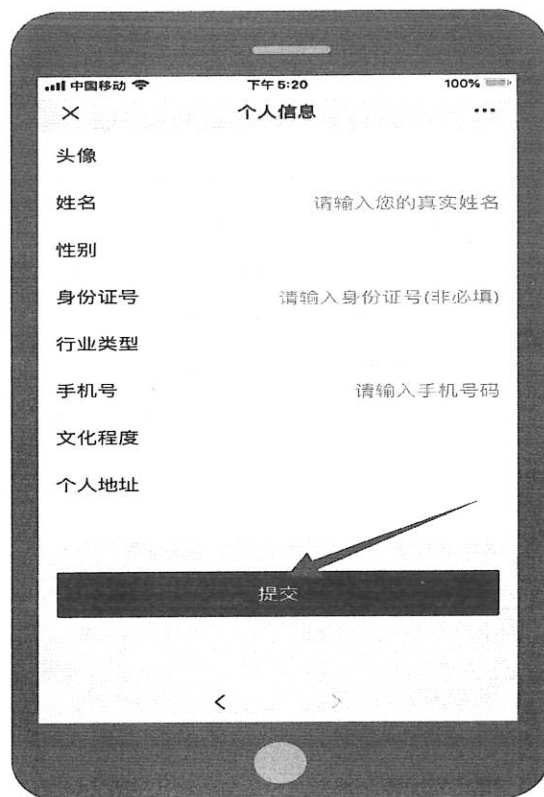 中国移动 下午 5:20 100%
个人信息
头像
姓名 请输入您的真实姓名
性别
身份证号 请输入身份证号(非必填)
行业类型
手机号 请输入手机号码
文化程度
个人地址
提交